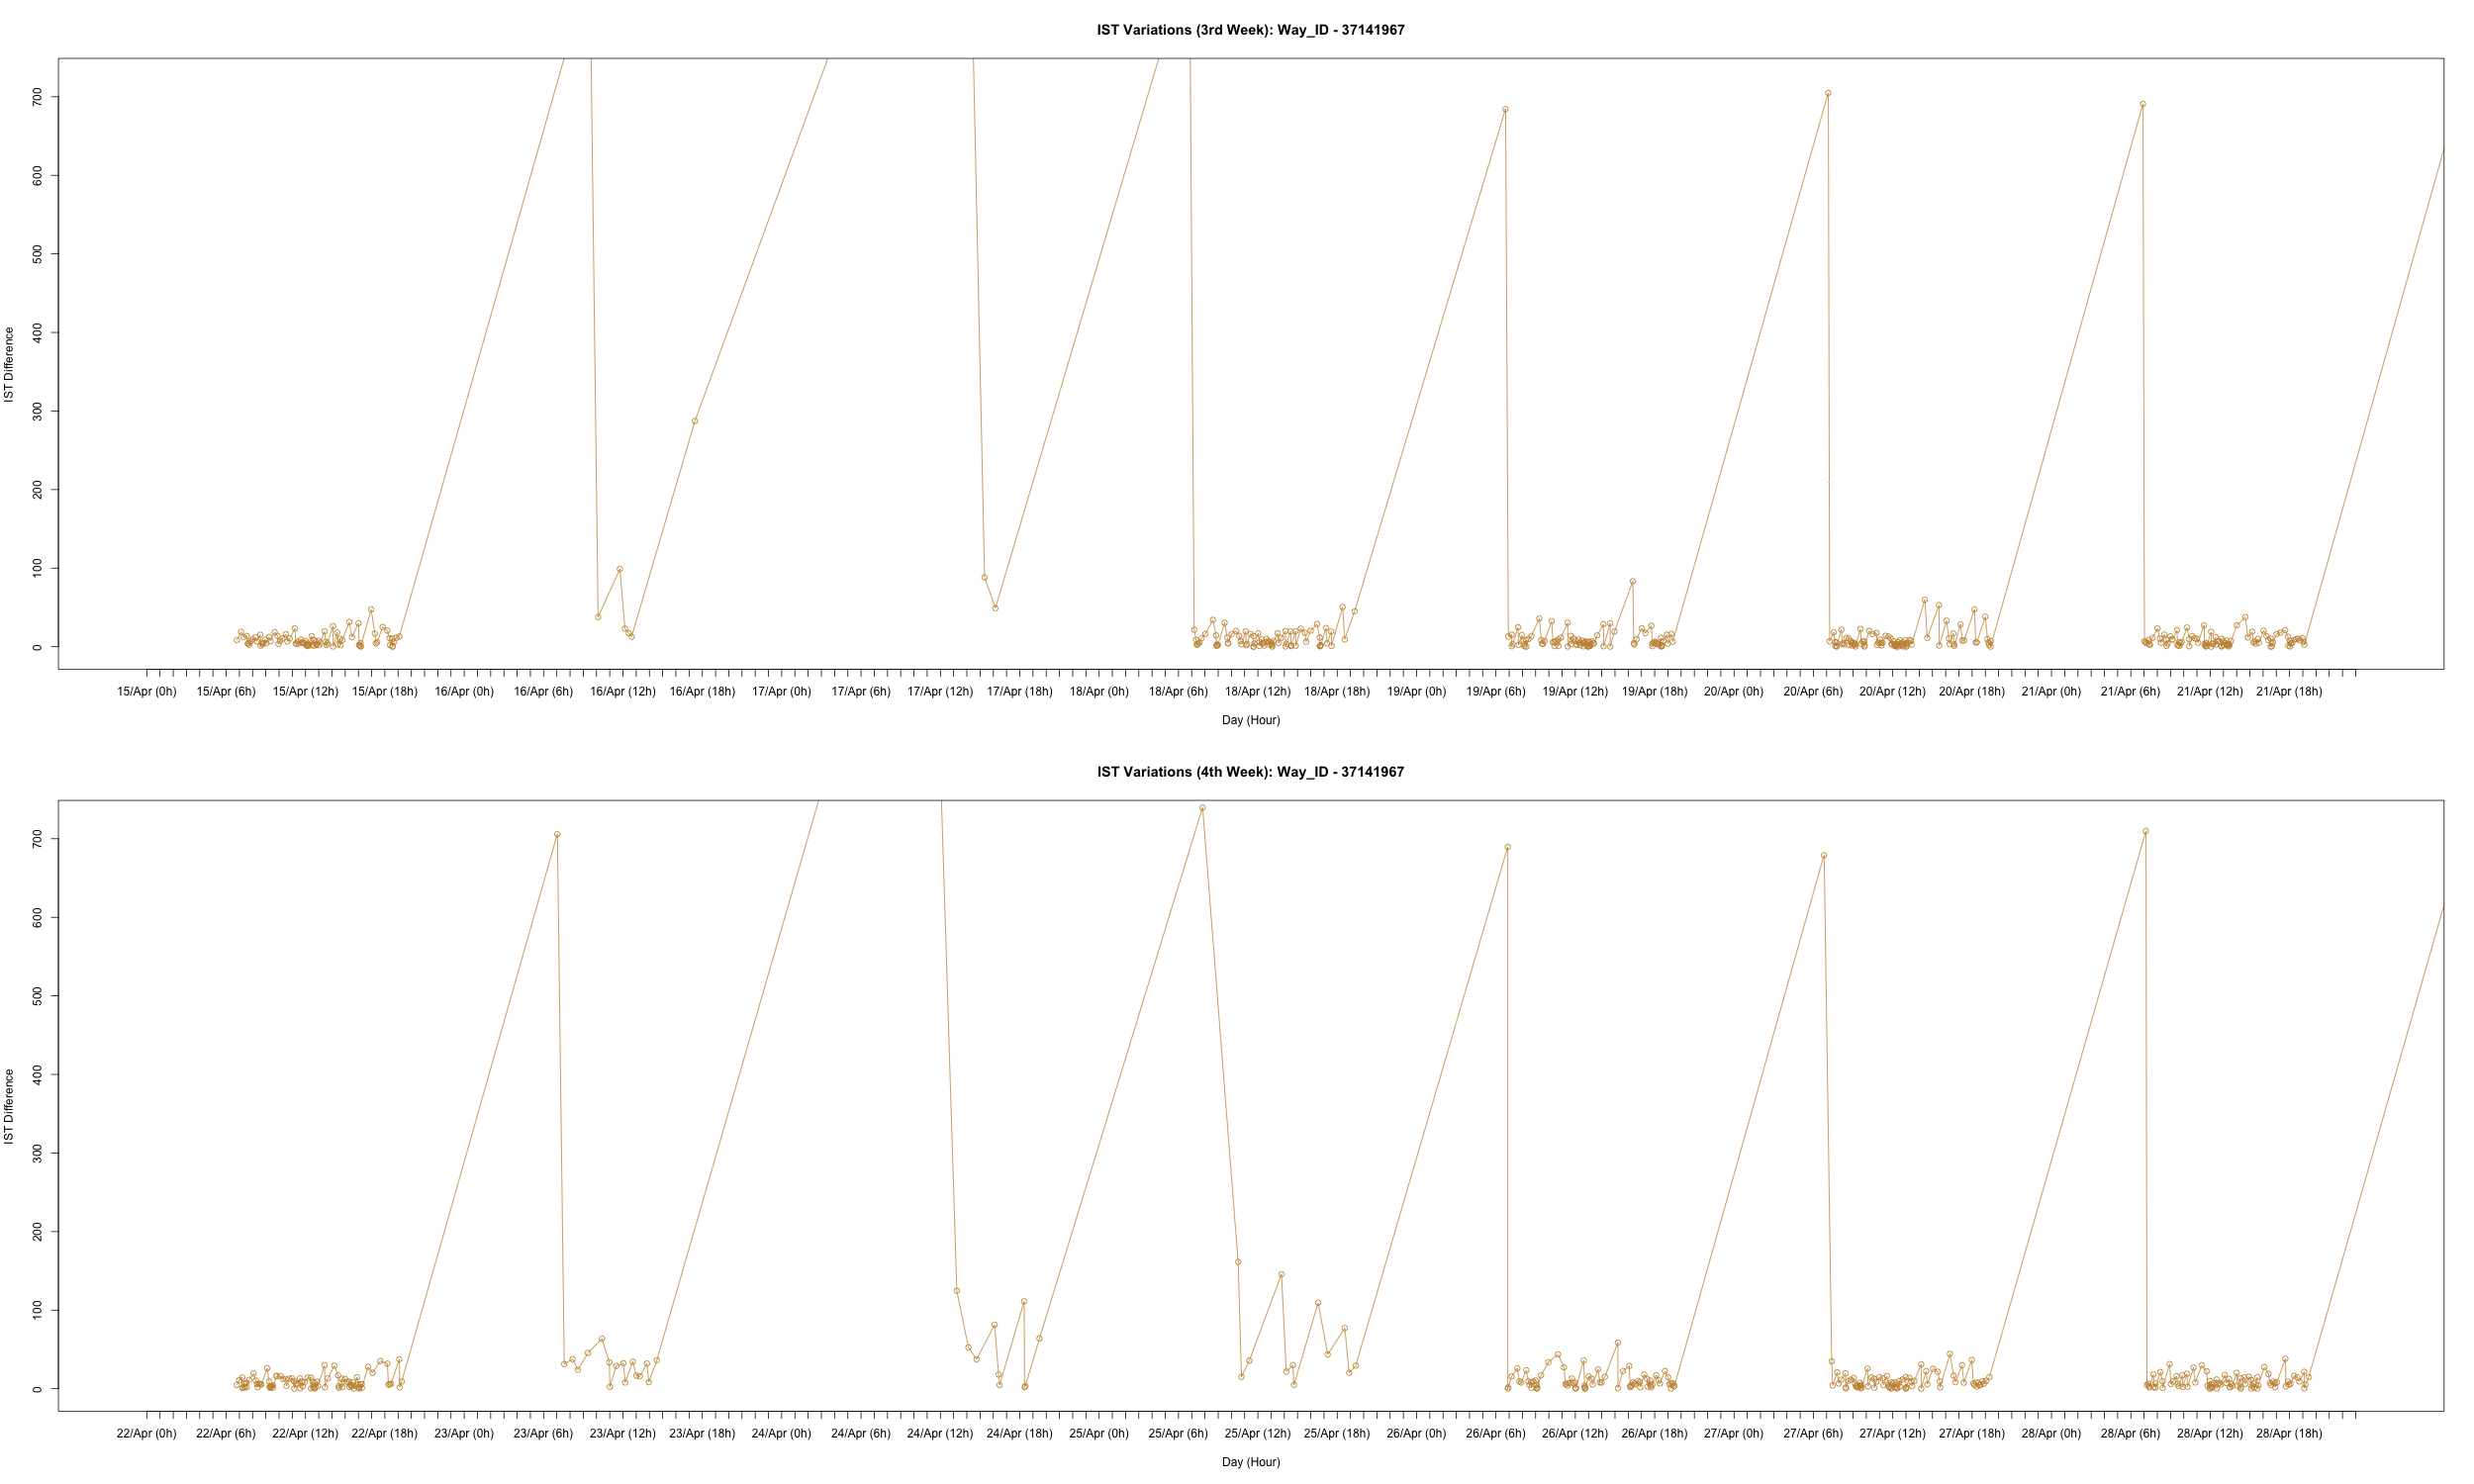 IST Variations (3rd Week): Way_ID - 37141967
700
600
500
400
300
200
100
0
IST Difference
15/Apr (0h) 15/Apr (6h) 15/Apr (12h) 15/Apr (18h) 16/Apr (0h) 16/Apr (6h) 16/Apr (12h) 16/Apr (18h) 17/Apr (0h) 17/Apr (6h) 17/Apr (12h) 17/Apr (18h) 18/Apr (0h) 18/Apr (6h) 18/Apr (12h) 18/Apr (18h) 19/Apr (0h) 19/Apr (6h) 19/Apr (12h) 19/Apr (18h) 20/Apr (0h) 20/Apr (6h) 20/Apr (12h) 20/Apr (18h) 21/Apr (0h) 21/Apr (6h) 21/Apr (12h) 21/Apr (18h)
Day (Hour)
IST Variations (4th Week): Way_ID - 37141967
700
600
500
400
300
200
100
0
IST Difference
22/Apr (0h) 22/Apr (6h) 22/Apr (12h) 22/Apr (18h) 23/Apr (0h) 23/Apr (6h) 23/Apr (12h) 23/Apr (18h) 24/Apr (0h) 24/Apr (6h) 24/Apr (12h) 24/Apr (18h) 25/Apr (0h) 25/Apr (6h) 25/Apr (12h) 25/Apr (18h) 26/Apr (0h) 26/Apr (6h) 26/Apr (12h) 26/Apr (18h) 27/Apr (0h) 27/Apr (6h) 27/Apr (12h) 27/Apr (18h) 28/Apr (0h) 28/Apr (6h) 28/Apr (12h) 28/Apr (18h)
Day (Hour)